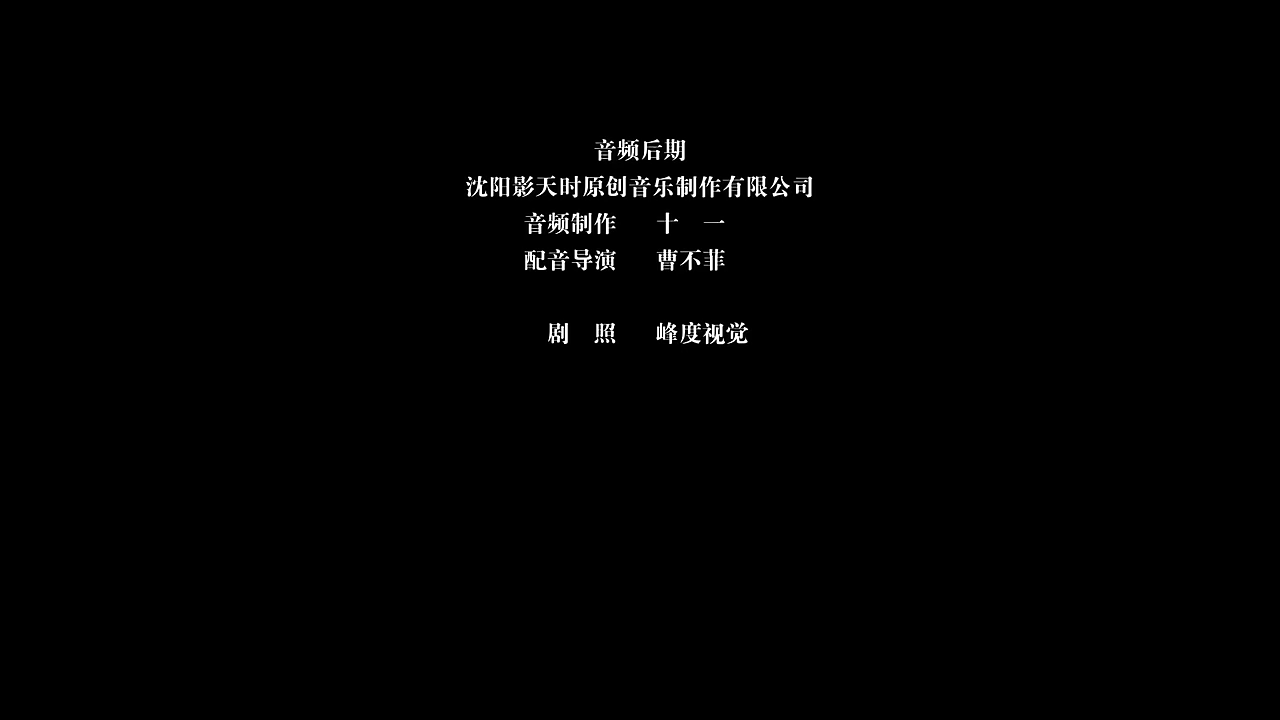 音频后期
沈阳影天时原创音乐制作有限公司
音频制作 十 一
配音导演 曹不菲
剧 照 峰度视觉